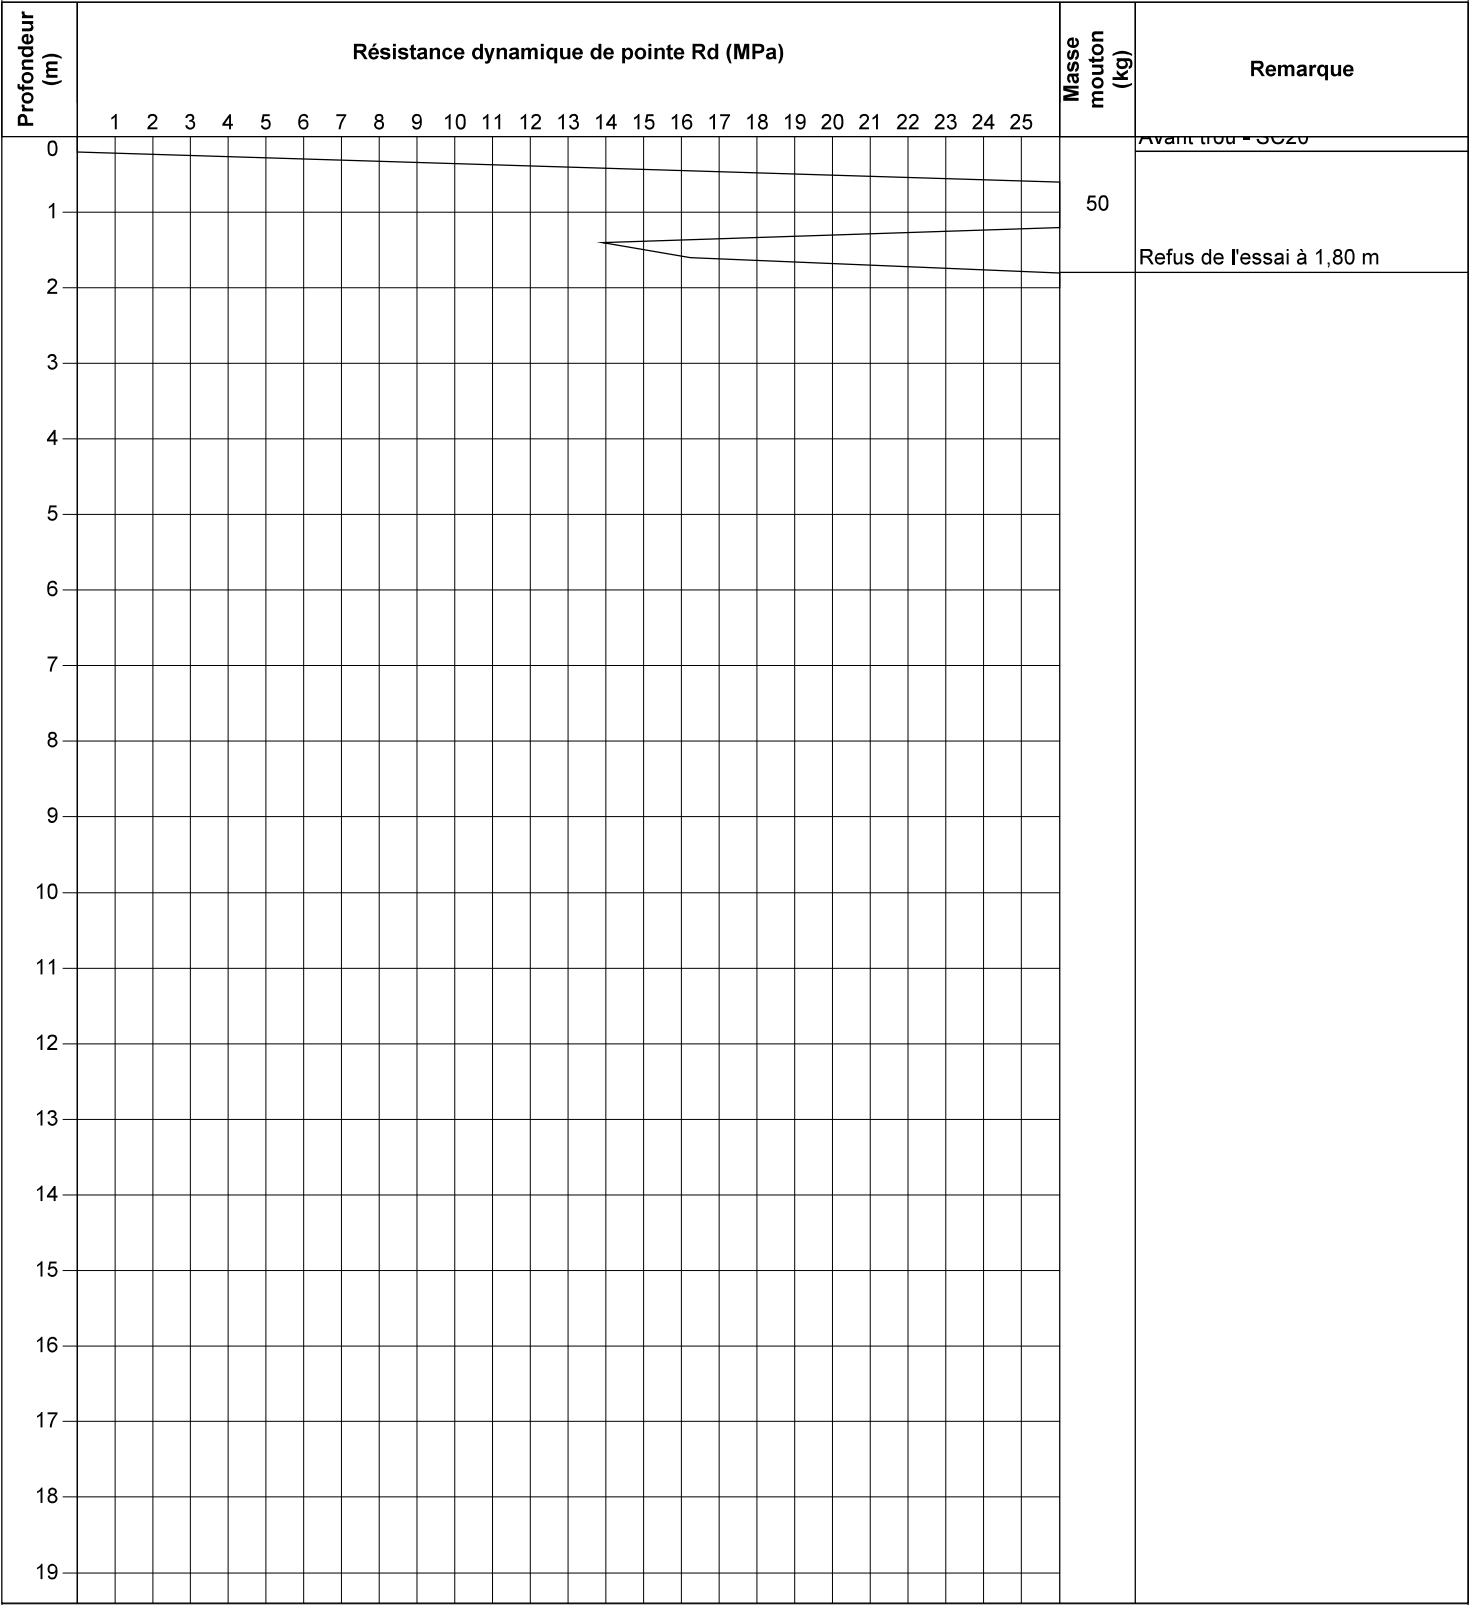 Profondeur
(m)
Résistance dynamique de pointe Rd (MPa)
1 2 3 4 5 6 7 8 9 10 11 12 13 14 15 16 17 18 19 20 21 22 23 24 25
Masse
mouton
(kg)
Remarque
Avant trou - SC20
0
1
50
Refus de l'essai à 1,80 m
2
3
4
5
6
7
8
9
10
11
12
13
14
15
16
17
18
19